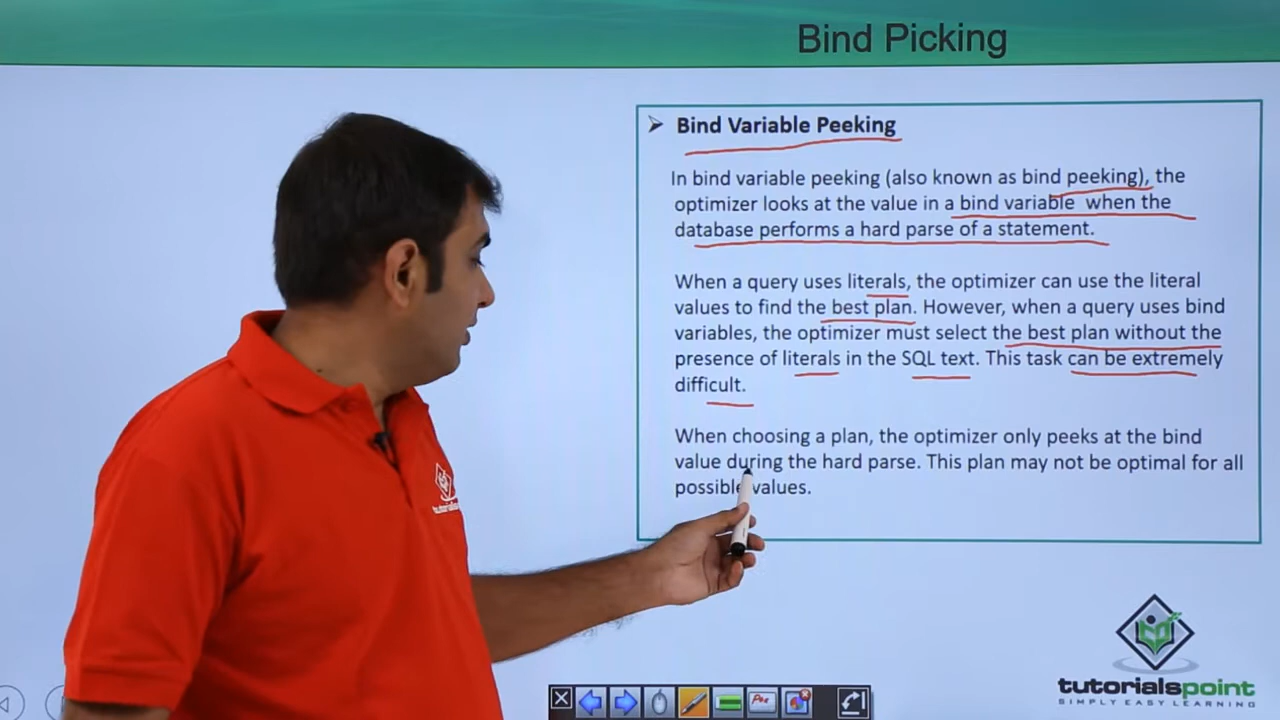 Bind Picking
➢ Bind Variable Peeking
In bind variable peeking (also known as bind peeking), the
optimizer looks at the value in a bind variable when the
database performs a hard parse of a statement.
When a query uses literals, the optimizer can use the literal
values to find the best plan. However, when a query uses bind
variables, the optimizer must select the best plan without the
presence of literals in the SQL text. This task can be extremely
difficult.
When choosing a plan, the optimizer only peeks at the bind
value during the hard parse. This plan may not be optimal for all
possible values.
tutorialspoint
SIMPLY EASY LEARNING